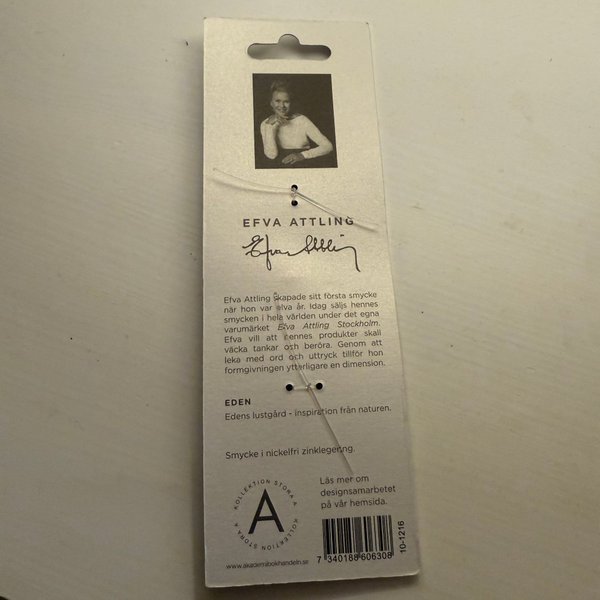 EFVA ATTLING
Efva Attling
Efva Attling skapade sitt första smycke
när hon var elva år. Idag säljs hennes
smycken i hela världen under det egna
varumärket Efva Attling Stockholm.
Efva vill att hennes produkter skall
väcka tankar och beröra. Genom att
leka med ord och uttryck tillför hon
formgivningen ytterligare en dimension.
EDEN
Edens lustgård - inspiration från naturen.
Smycke i nickelfri zinklegering.
KOLLEKTION STORA A
KOLLEKTION STORA A
A
www.akademibokhandeln.se
Läs mer om
designsamarbetet
på vår hemsida.
7 340188 606308
10-1216